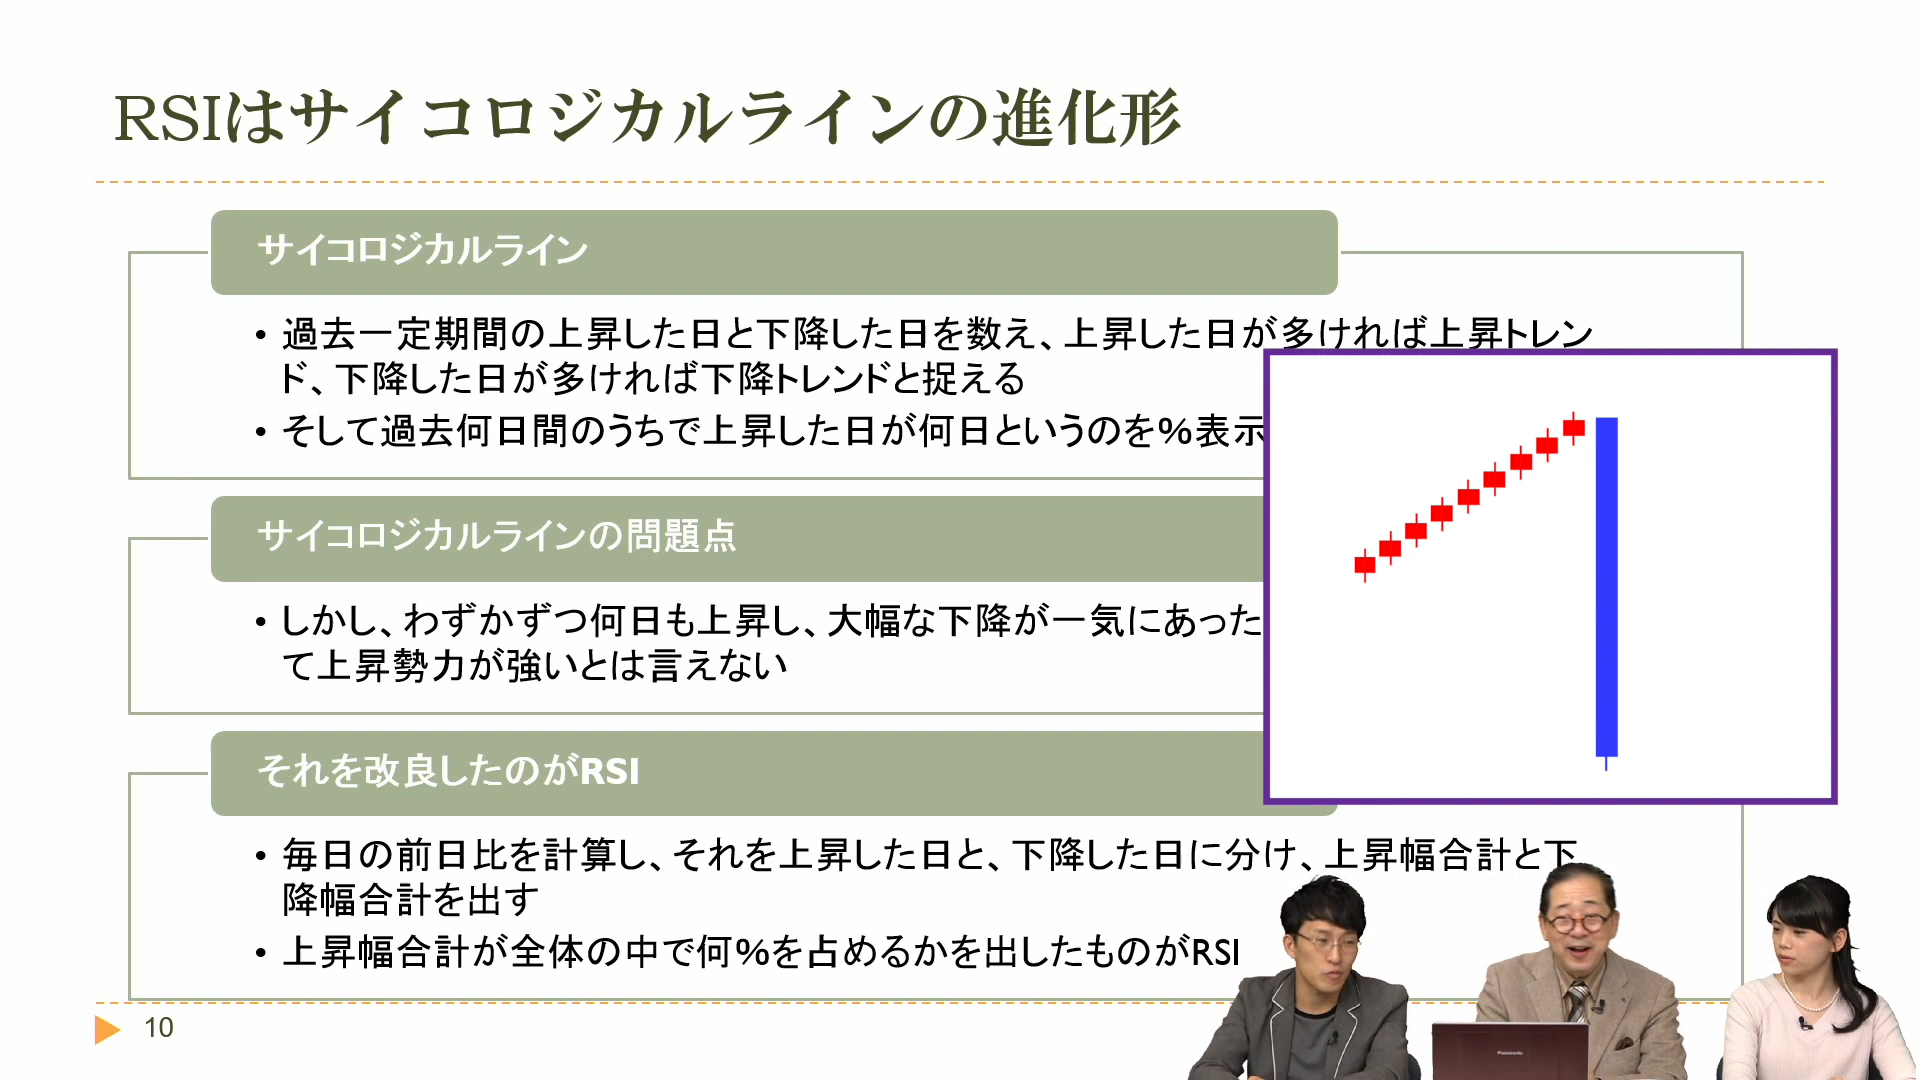 RSIはサイコロジカルラインの進化形
サイコロジカルライン
• 過去一定期間の上昇した日と下降した日を数え、上昇した日が多ければ上昇トレン
ド、下降した日が多ければ下降トレンドと捉える
• そして過去何日間のうちで上昇した日が何日というのを%表示
サイコロジカルラインの問題点
• しかし、わずかずつ何日も上昇し、大幅な下降が一気にあった
て上昇勢力が強いとは言えない
それを改良したのがRSI
• 毎日の前日比を計算し、それを上昇した日と、下降した日に分け、上昇幅合計と下
降幅合計を出す
• 上昇幅合計が全体の中で何%を占めるかを出したものがRSI
10
Panasonic